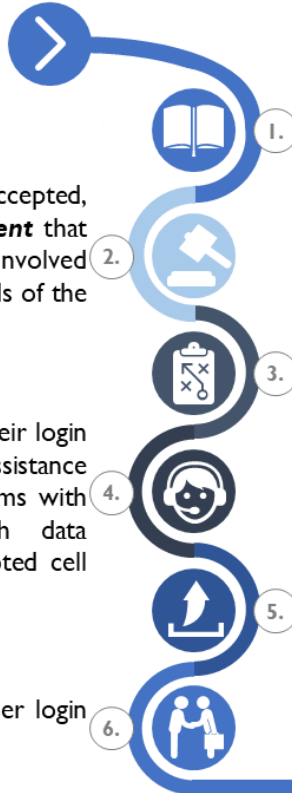 1.
ccepted,
ent that
nvolved
2.
ls of the
3.
eir login
ssistance
ms with
4.
h data
oted cell
5.
er login
6.